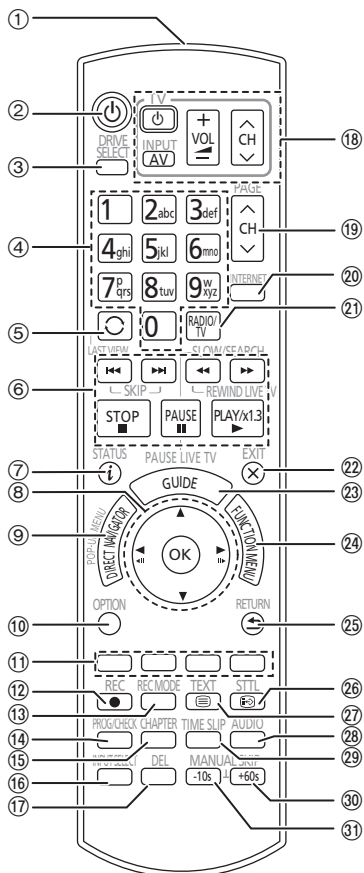 ①
②
TV
INPUT
AV
+
VOL
CH
⑱
DRIVE
SELECT
③
PAGE
CH
⑲
④
1 2abc 3def
4ghi 5jkl 6mno
7pqrs 8tuv 9wxyz
0
INTERNET
⑳
RADIO/
TV
㉑
⑤
LAST VIEW
SLOW/SEARCH
⑥
SKIP
REWIND LIVE TV
STOP
PAUSE
PLAY/x1.3
STATUS
PAUSE LIVE TV
EXIT
⑦
i
㉒
⑧
GUIDE
㉓
⑨
POP-UP MENU
DIRECT NAVIGATOR
OK
FUNCTION MENU
㉔
OPTION
RETURN
⑩
㉕
⑪
REC REC MODE TEXT STTL
⑫
㉖
⑬
㉗
PROG/CHECK CHAPTER TIME SLIP AUDIO
⑭
㉘
⑮
㉙
INPUT SELECT DEL MANUAL SKIP
-10s +60s
⑯
㉚
⑰
㉛